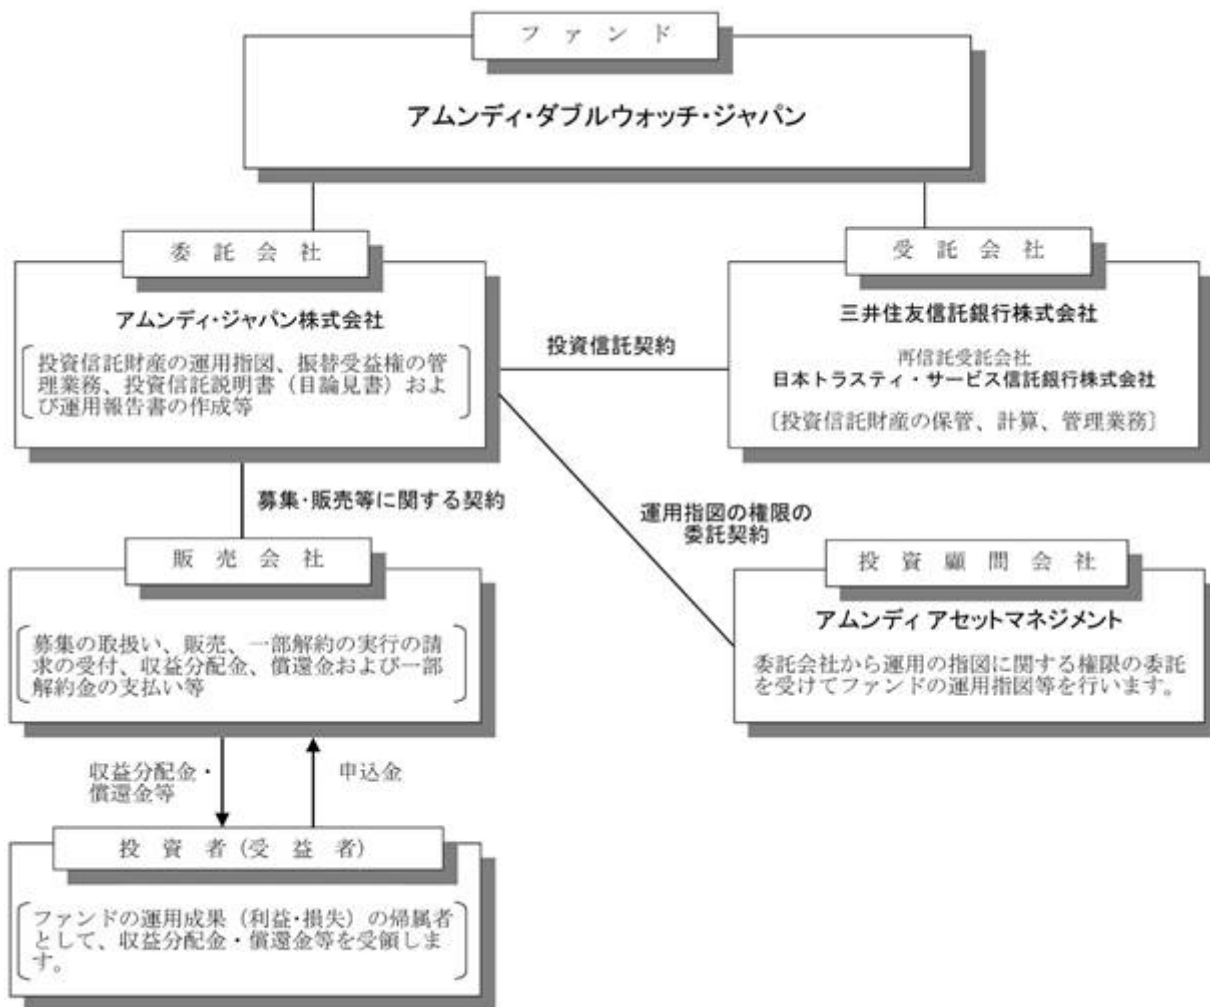 ファンド
アムンディ・ダブルウォッチ・ジャパン
委託会社
アムンディ・ジャパン株式会社
投資信託財産の運用指図、振替受益権の管
理業務、投資信託説明書（目論見書）およ
び運用報告書の作成等
投資信託契約
受託会社
三井住友信託銀行株式会社
再信託受託会社
日本トラスティ・サービス信託銀行株式会社
〔投資信託財産の保管、計算、管理業務〕
募集・販売等に関する契約
運用指図の権限の
委託契約
販売会社
募集の取扱い、販売、一部解約の実行の請
求の受付、収益分配金、償還金および一部
解約金の支払い等
投資顧問会社
アムンディ アセットマネジメント
委託会社から運用の指図に関する権限の委託
を受けてファンドの運用指図等を行います。
収益分配金・
償還金等
申込金
投資者(受益者)
ファンドの運用成果（利益・損失）の帰属者
として、収益分配金・償還金等を受領しま
す。